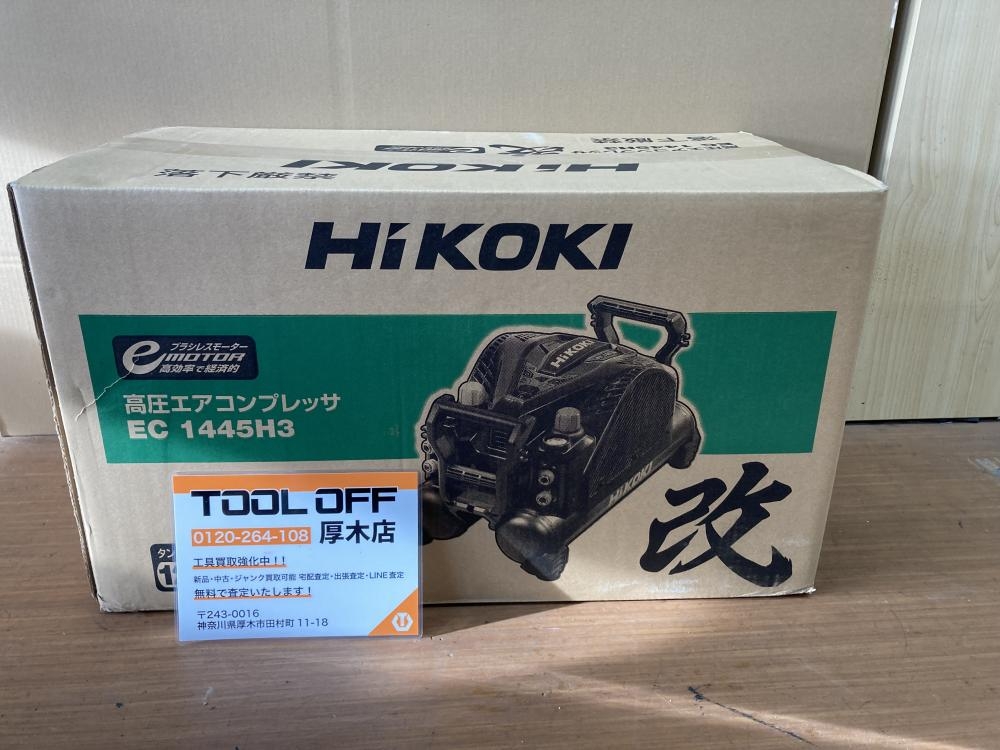 HiKOKI
HiKOKI
ブラシレスモーター
e MOTOR
高効率で経済的
高圧エアコンプレッサ
EC 1445H3
HiKOKI
HiKOKI
改
TOOL OFF
0120-264-108 厚木店
工具買取強化中!!
新品・中古・ジャンク買取可能 宅配査定・出張査定・LINE査定
無料で査定いたします!
〒243-0016
神奈川県厚木市田村町 11-18